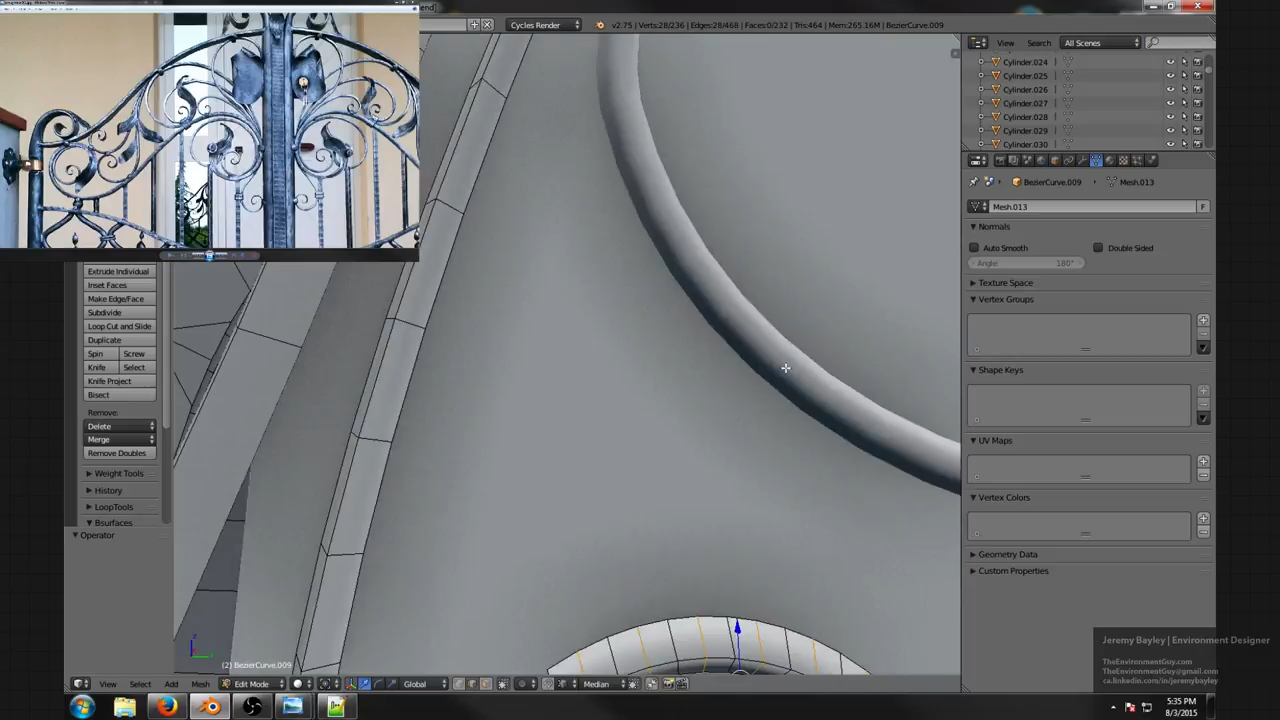 Cycles Render
v2.75 | Verts:28/236 | Edges:28/468 | Faces:0/232 | Tris:464 | Mem:265.16M | BezierCurve.009
View
Search
All Scenes
Cylinder.024
Cylinder.025
Cylinder.026
Cylinder.027
Cylinder.028
Cylinder.029
Cylinder.030
BezierCurve.009
Mesh.013
Mesh.013
F
Normals
Auto Smooth
Double Sided
Angle:
180°
Texture Space
Vertex Groups
Shape Keys
UV Maps
Vertex Colors
Geometry Data
Custom Properties
Extrude Individual
Inset Faces
Make Edge/Face
Subdivide
Loop Cut and Slide
Duplicate
Spin
Screw
Knife
Select
Knife Project
Bisect
Remove:
Delete
Merge
Remove Doubles
Weight Tools
History
LoopTools
Bsurfaces
Operator
(2) BezierCurve.009
View
Select
Add
Mesh
Edit Mode
Global
Median
Jeremy Bayley | Environment Designer
TheEnvironmentGuy.com
TheEnvironmentGuy@gmail.com
ca.linkedin.com/in/jeremybayley
5:35 PM
8/3/2015